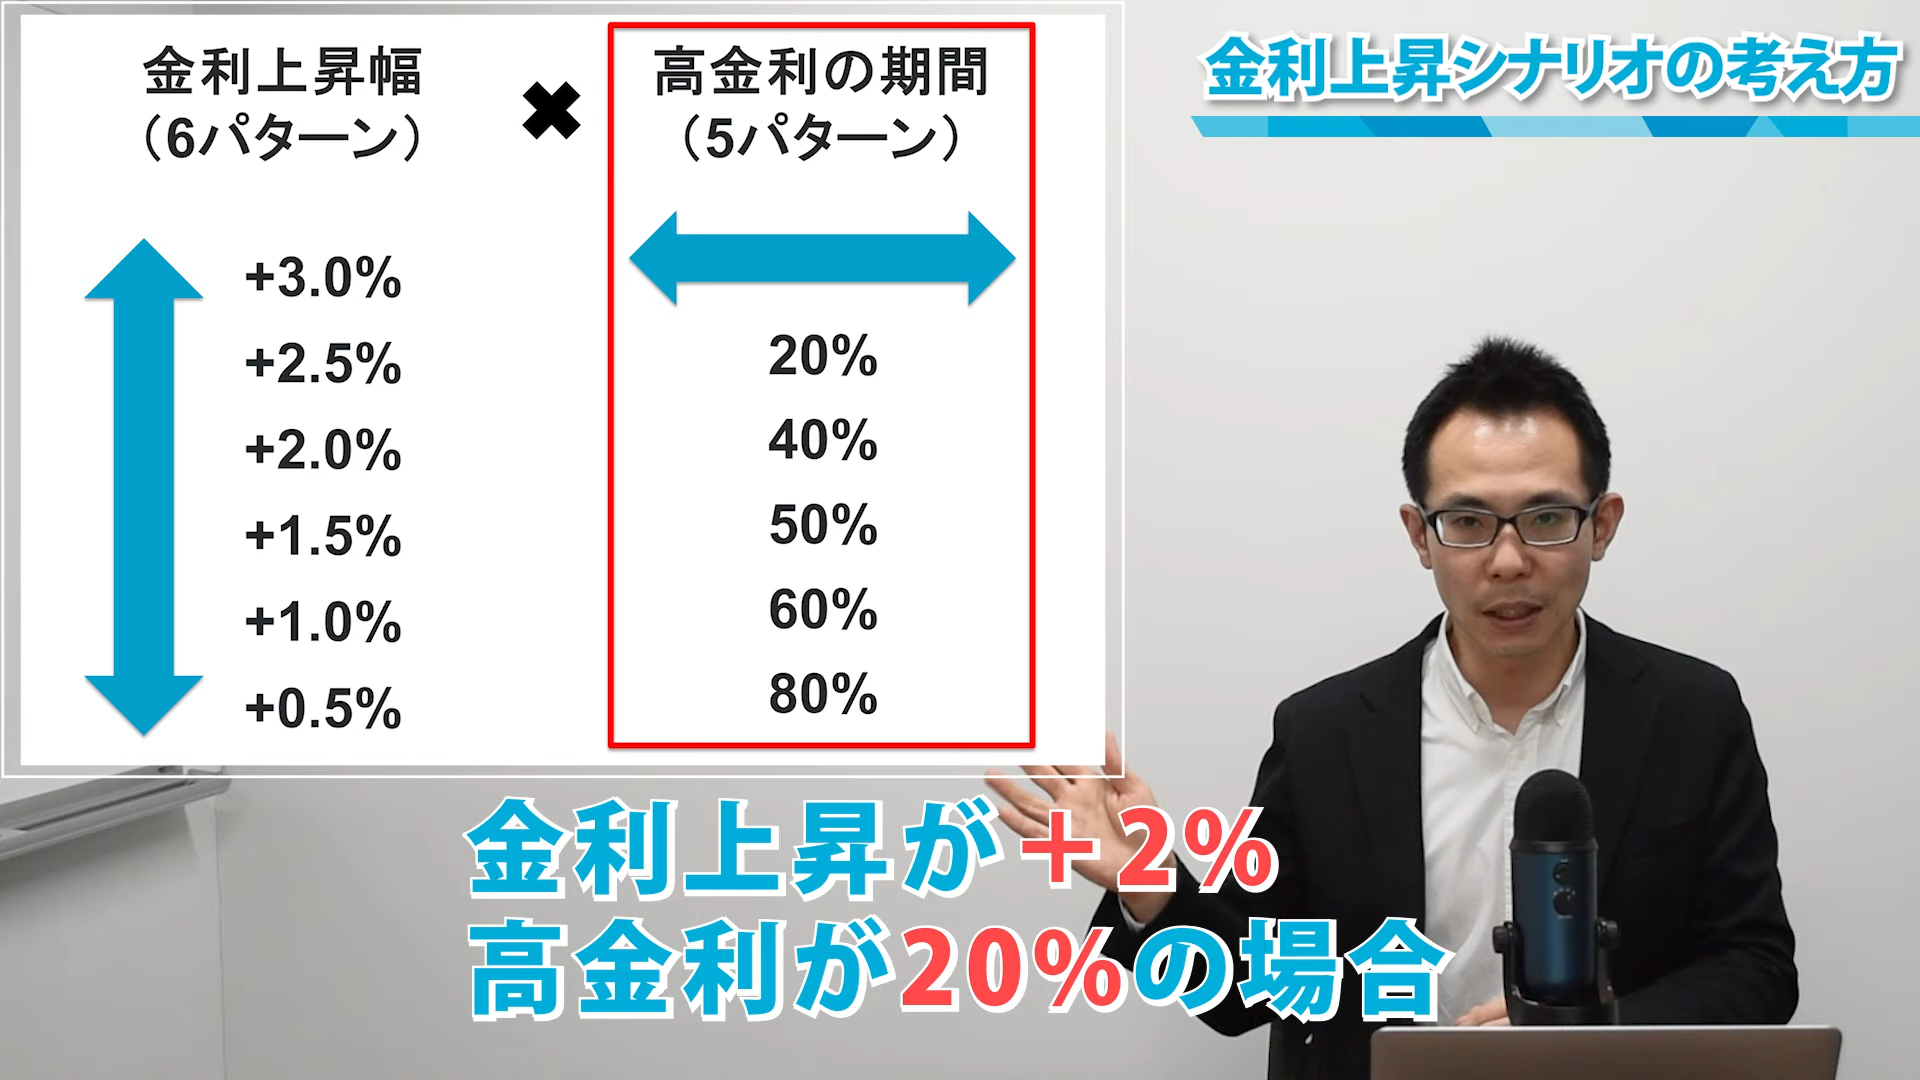 金利上昇幅
（6パターン）
✖
高金利の期間
（5パターン）
+3.0%
+2.5%
+2.0%
+1.5%
+1.0%
+0.5%
20%
40%
50%
60%
80%
金利上昇シナリオの考え方
金利上昇が＋2%
高金利が20%の場合